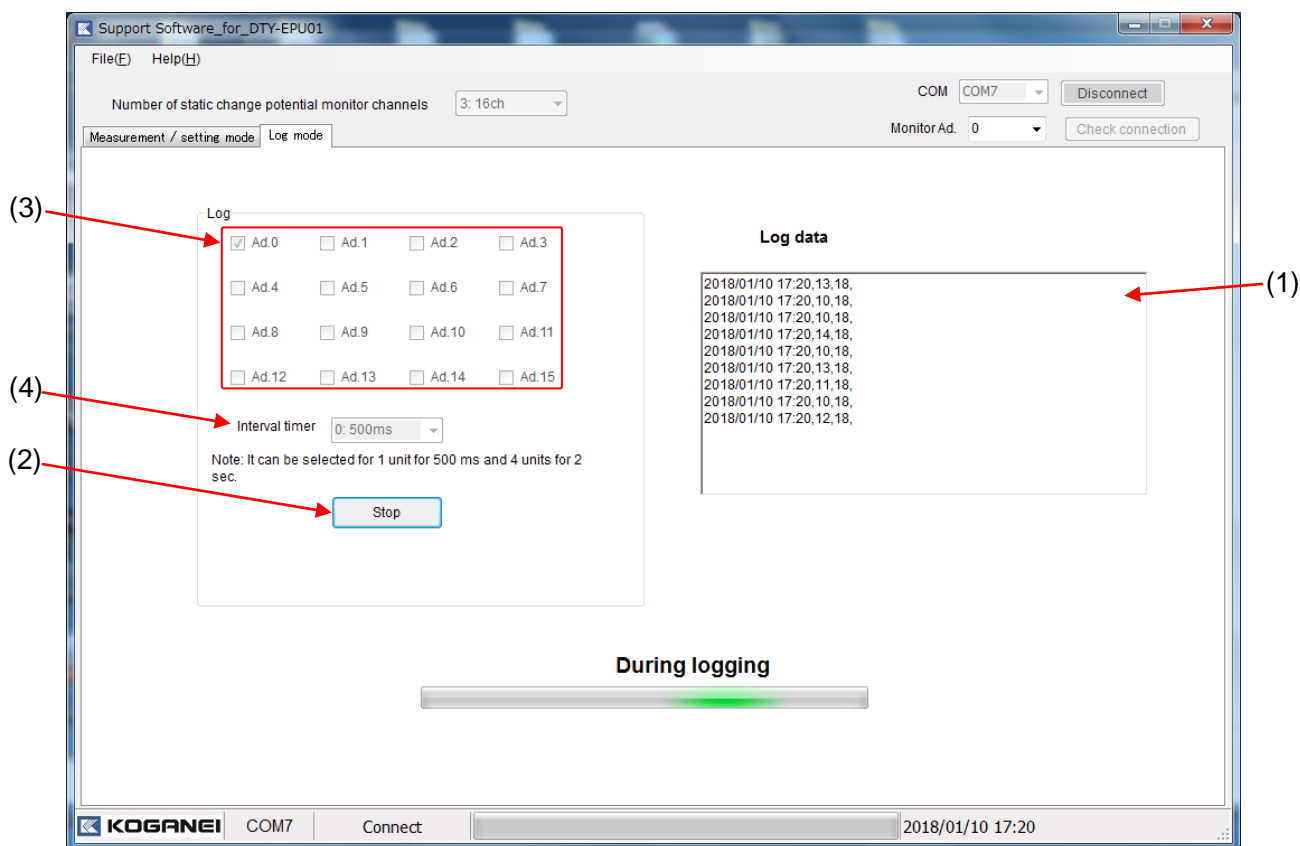 Support Software_for_DTY-EPU01
File(F) Help(H)
Number of static change potential monitor channels 3: 16ch
COM COM7 Disconnect
Monitor Ad. 0 Check connection
Measurement / setting mode Log mode
(3)
Log
Ad.0 Ad.1 Ad.2 Ad.3
Ad.4 Ad.5 Ad.6 Ad.7
Ad.8 Ad.9 Ad.10 Ad.11
Ad.12 Ad.13 Ad.14 Ad.15
(4)
Interval timer 0: 500ms
(2)
Note: It can be selected for 1 unit for 500 ms and 4 units for 2
sec.
Stop
Log data
(1)
2018/01/10 17:20,13,18,
2018/01/10 17:20,10,18,
2018/01/10 17:20,10,18,
2018/01/10 17:20,14,18,
2018/01/10 17:20,10,18,
2018/01/10 17:20,13,18,
2018/01/10 17:20,11,18,
2018/01/10 17:20,10,18,
2018/01/10 17:20,12,18,
During logging
KOGANEI COM7 Connect 2018/01/10 17:20